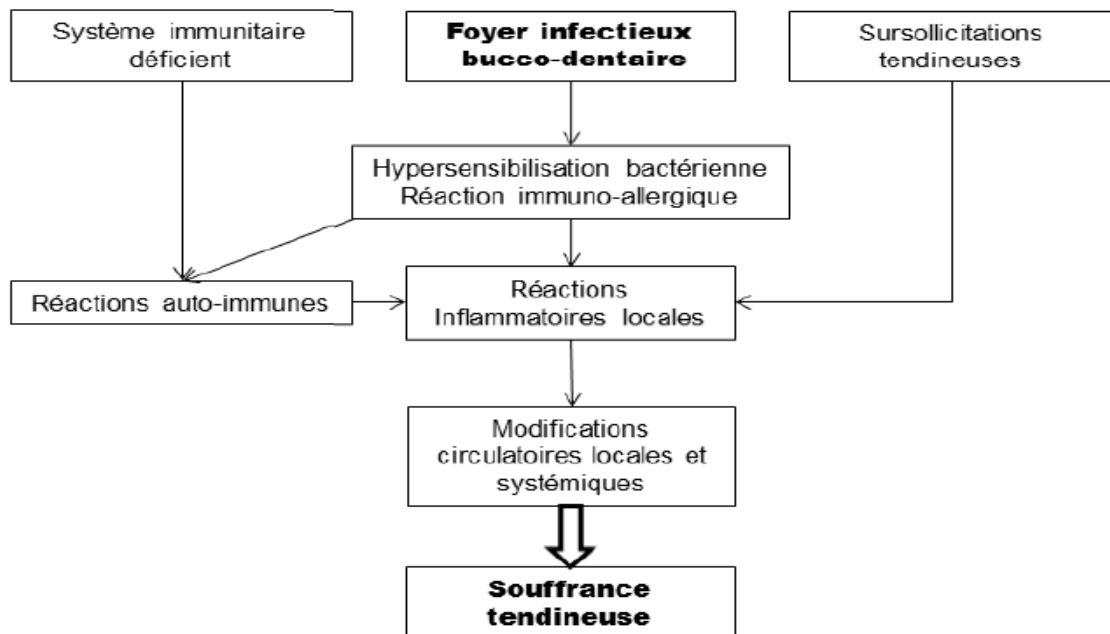 Système immunitaire
déficient
Foyer infectieux
bucco-dentaire
Sursollicitations
tendineuses
Hypersensibilisation bactérienne
Réaction immuno-allergique
Réactions auto-immunes
Réactions
Inflammatoires locales
Modifications
circulatoires locales et
systémiques
Souffrance
tendineuse